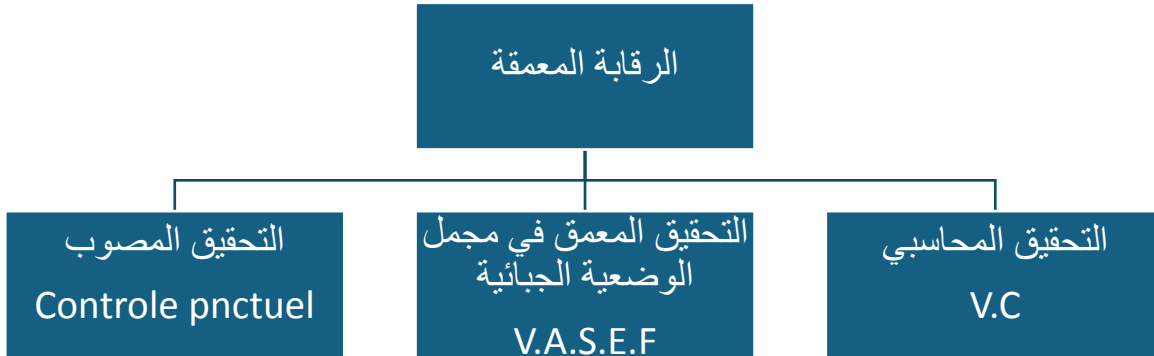 الرقابة المعمقة
التحقيق المحاسبي
V.C
التحقيق المعمق في مجمل
الوضعية الجبائية
V.A.S.E.F
التحقيق المصوب
Controle pnctuel